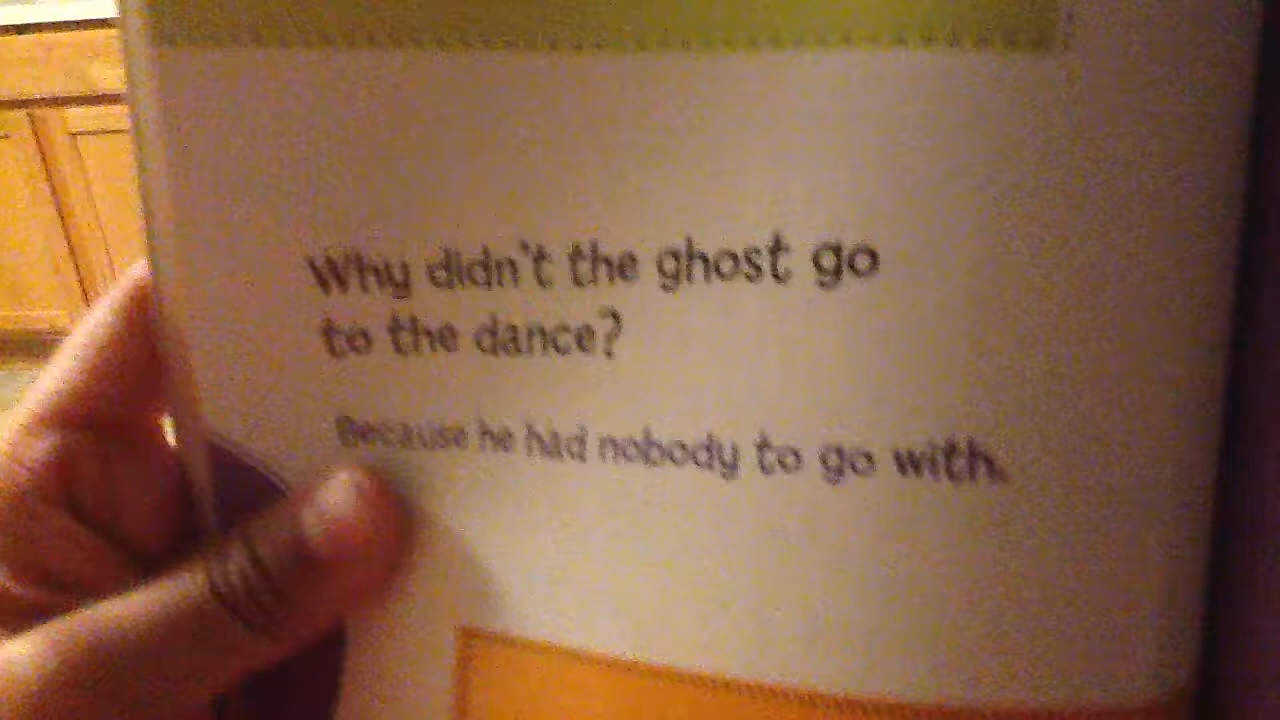 Why didn't the ghost go
to the dance?
Because he had nobody to go with.